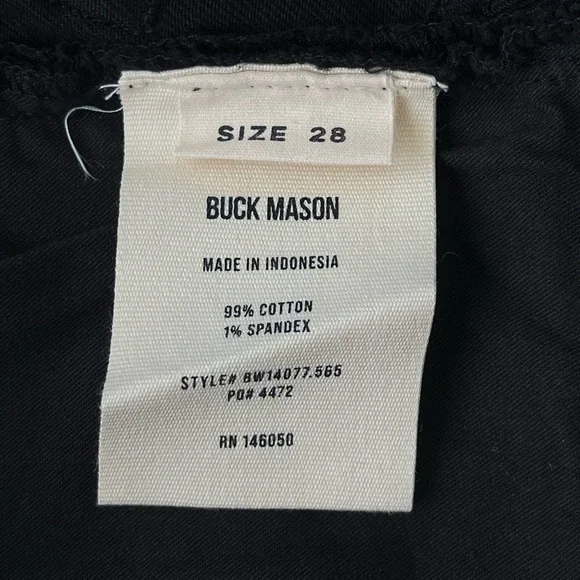 SIZE 28
BUCK MASON
MADE IN INDONESIA
99% COTTON
1% SPANDEX
STYLE# BW14077.565
PO# 4472
RN 146050